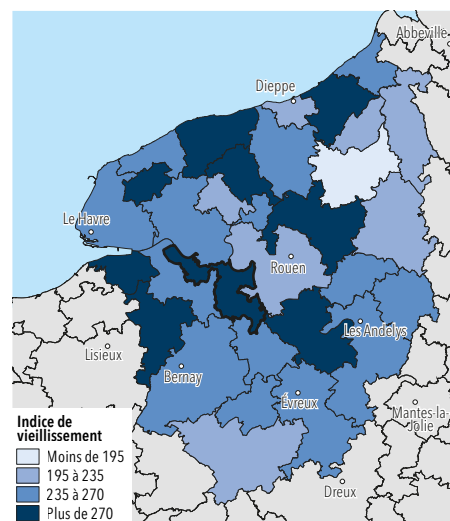 Abbeville
Dieppe
Le Havre
Rouen
Lisieux
Les Andelys
Bernay
Évreux
Mantes-la-
Jolie
Dreux
Indice de
vieillissement
Moins de 195
195 à 235
235 à 270
Plus de 270